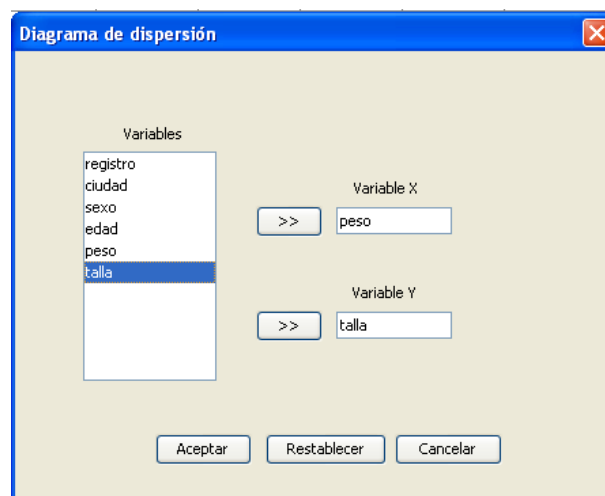 Diagrama de dispersión
Variables
registro
ciudad
sexo
edad
peso
talla
Variable X
>>
peso
Variable Y
>>
talla
Aceptar
Restablecer
Cancelar